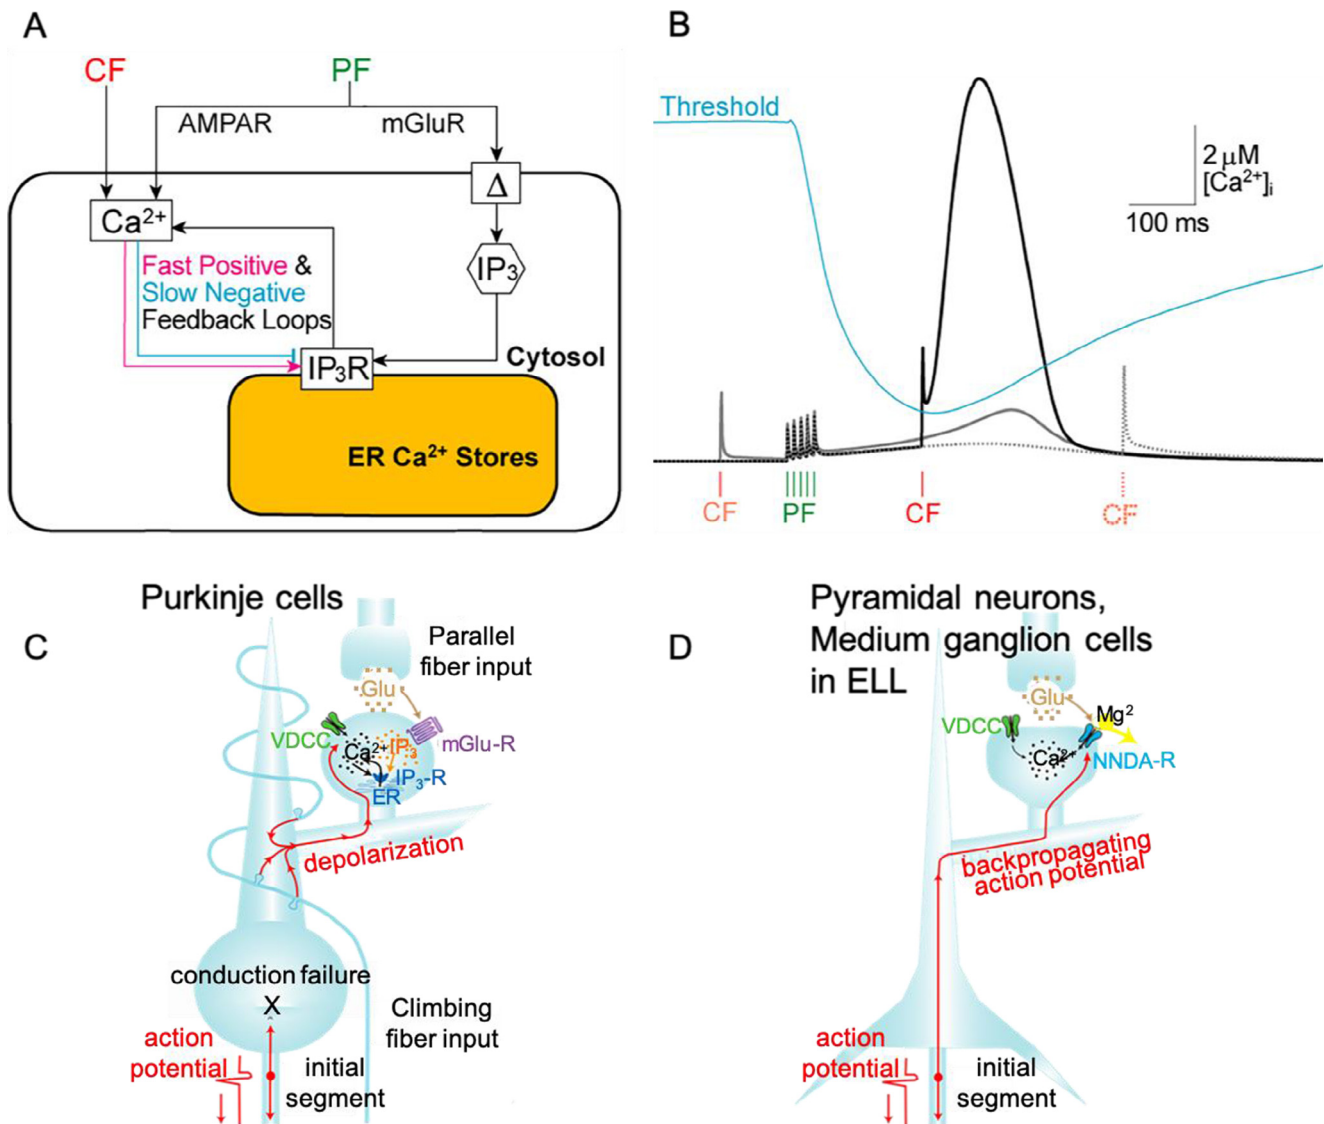 A
CF
PF
AMPAR
mGluR
Δ
Ca²⁺
Fast Positive &
Slow Negative
Feedback Loops
IP₃
IP₃R
Cytosol
ER Ca²⁺ Stores
B
Threshold
2 μM
[Ca²⁺]ᵢ
100 ms
CF
PF
CF
CF
Purkinje cells
C
Parallel
fiber input
Glu
VDCC
Ca²⁺
IP₃
mGlu-R
IP₃-R
ER
depolarization
conduction failure
X
Climbing
fiber input
action
potential
initial
segment
Pyramidal neurons,
Medium ganglion cells
in ELL
D
Glu
Mg²
VDCC
Ca²⁺
NNDA-R
backpropagating
action potential
action
potential
initial
segment